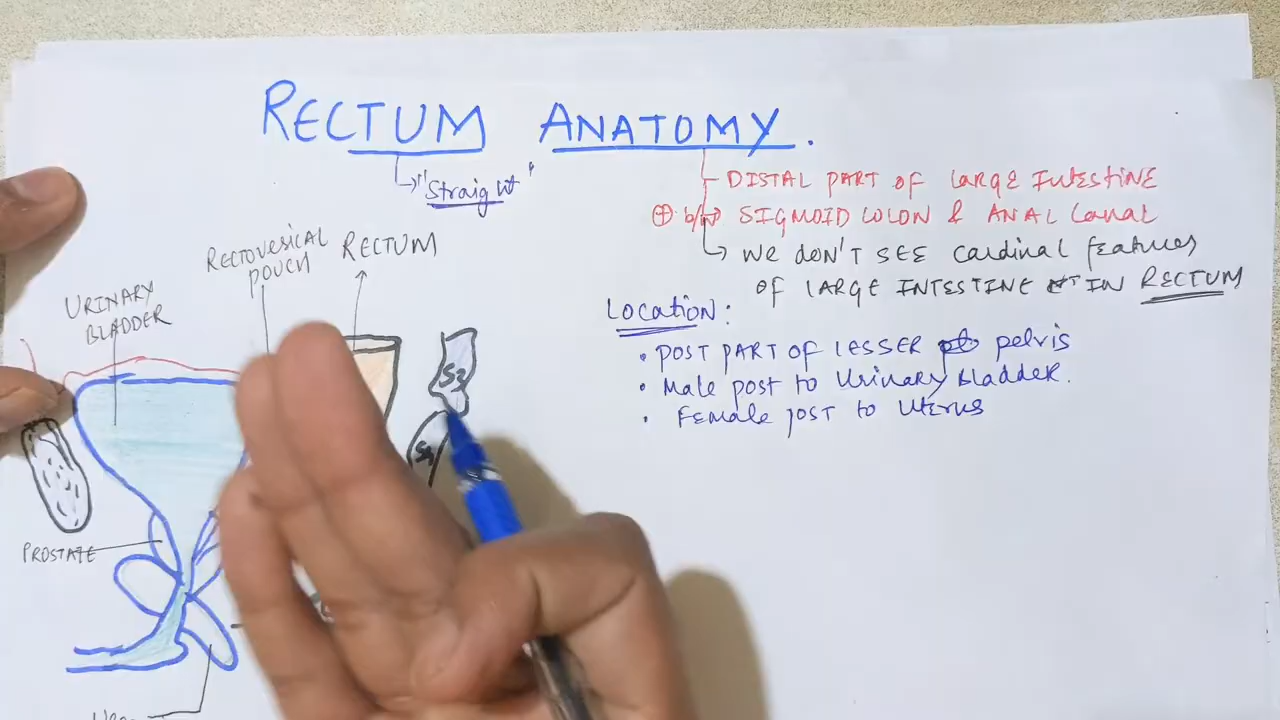 RECTUM ANATOMY.
"Straight"
DISTAL PART OF LARGE INTESTINE
⊕ b/w SIGMOID COLON & ANAL CANAL
WE DON'T SEE cardinal features
OF LARGE INTESTINE IN RECTUM
LOCATION:
• POST PART OF LESSER pelvis
• Male post to Urinary Bladder.
• FEMALE POST to UTERUS
RECTOVESICAL
POUCH
RECTUM
URINARY
BLADDER
S3
PROSTATE